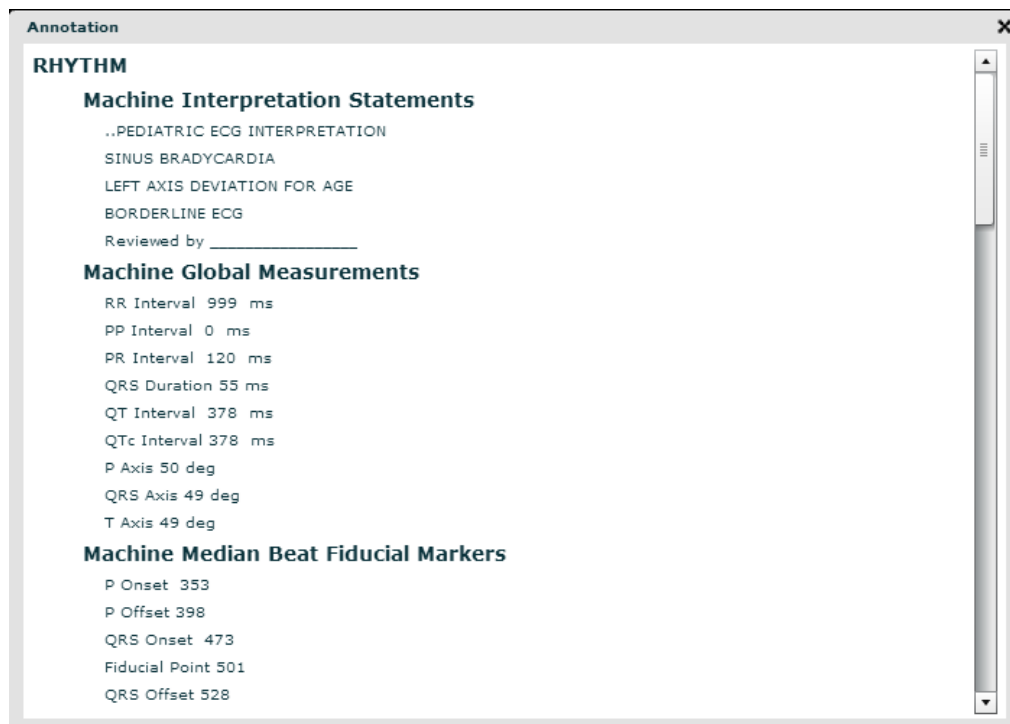 Annotation
RHYTHM
Machine Interpretation Statements
..PEDIATRIC ECG INTERPRETATION
SINUS BRADYCARDIA
LEFT AXIS DEVIATION FOR AGE
BORDERLINE ECG
Reviewed by _________________
Machine Global Measurements
RR Interval 999 ms
PP Interval 0 ms
PR Interval 120 ms
QRS Duration 55 ms
QT Interval 378 ms
QTc Interval 378 ms
P Axis 50 deg
QRS Axis 49 deg
T Axis 49 deg
Machine Median Beat Fiducial Markers
P Onset 353
P Offset 398
QRS Onset 473
Fiducial Point 501
QRS Offset 528